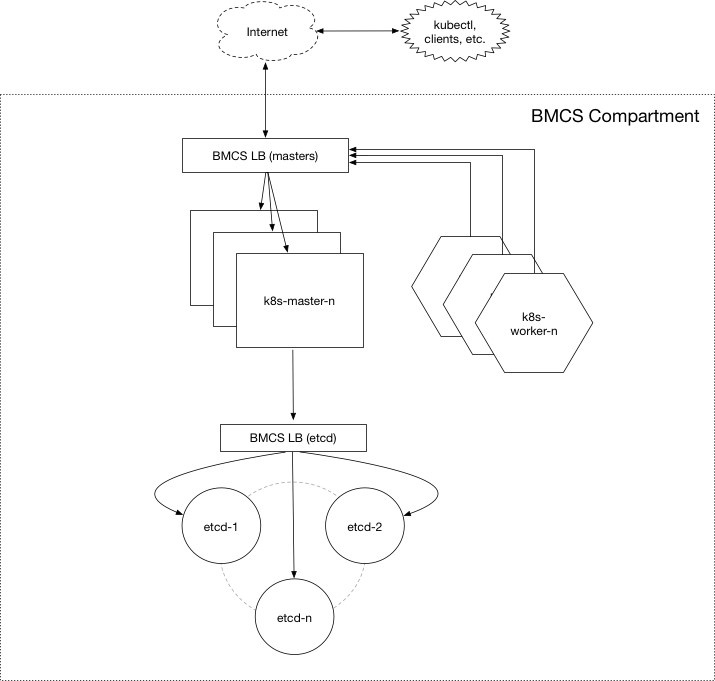 Internet
kubectl,
clients, etc.
BMCS Compartment
BMCS LB (masters)
k8s-master-n
k8s-
worker-n
BMCS LB (etcd)
etcd-1
etcd-2
etcd-n